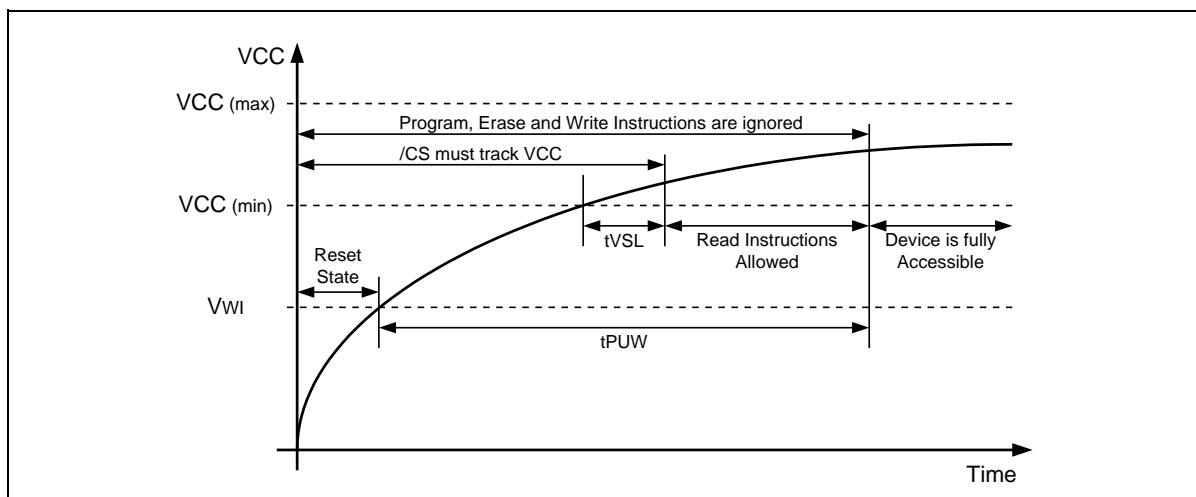 VCC
VCC (max)
Program, Erase and Write Instructions are ignored
/CS must track VCC
VCC (min)
tVSL
Read Instructions
Allowed
Device is fully
Accessible
Reset
State
VWI
tPUW
Time